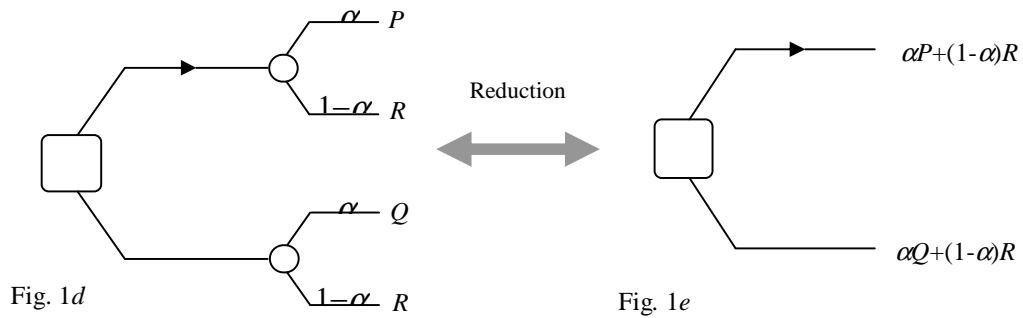 α P
1−α R
Reduction
α Q
1−α R
Fig. 1d
αP+(1-α)R
αQ+(1-α)R
Fig. 1e